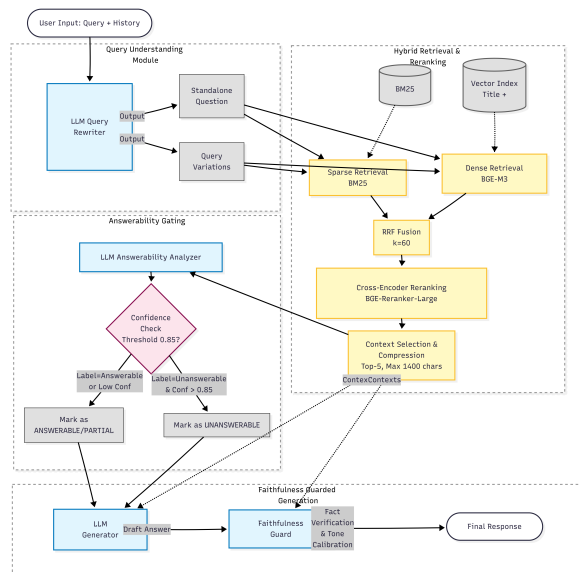 User Input: Query + History
Query Understanding
Module
LLM Query
Rewriter
Output
Output
Standalone
Question
Query
Variations
Hybrid Retrieval &
Reranking
BM25
Vector Index
Title +
Sparse Retrieval
BM25
Dense Retrieval
BGE-M3
RRF Fusion
k=60
Cross-Encoder Reranking
BGE-Reranker-Large
Context Selection &
Compression
Top-5, Max 1400 chars
ContexContexts
Answerability Gating
LLM Answerability Analyzer
Confidence
Check
Threshold 0.85?
Label=Answerable
or Low Conf
Label=Unanswerable
& Conf > 0.85
Mark as
ANSWERABLE/PARTIAL
Mark as UNANSWERABLE
Faithfulness Guarded
Generation
LLM
Generator
Draft Answer
Faithfulness
Guard
Fact
Verification
& Tone
Calibration
Final Response